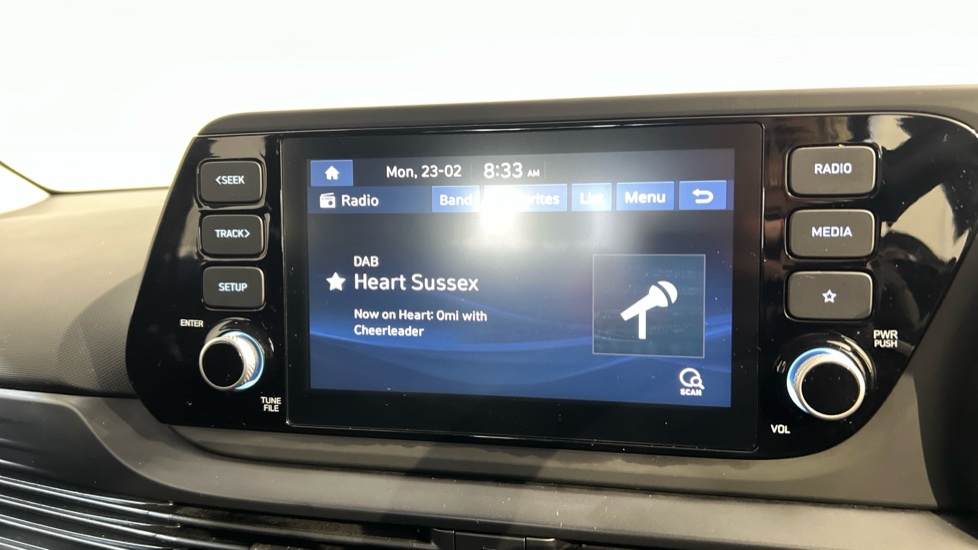 <SEEK
TRACK>
SETUP
ENTER
TUNE
FILE
Mon, 23-02 8:33 AM
Radio Band Menu
DAB
Heart Sussex
Now on Heart: Omi with
Cheerleader
SCAN
RADIO
MEDIA
PWR
PUSH
VOL